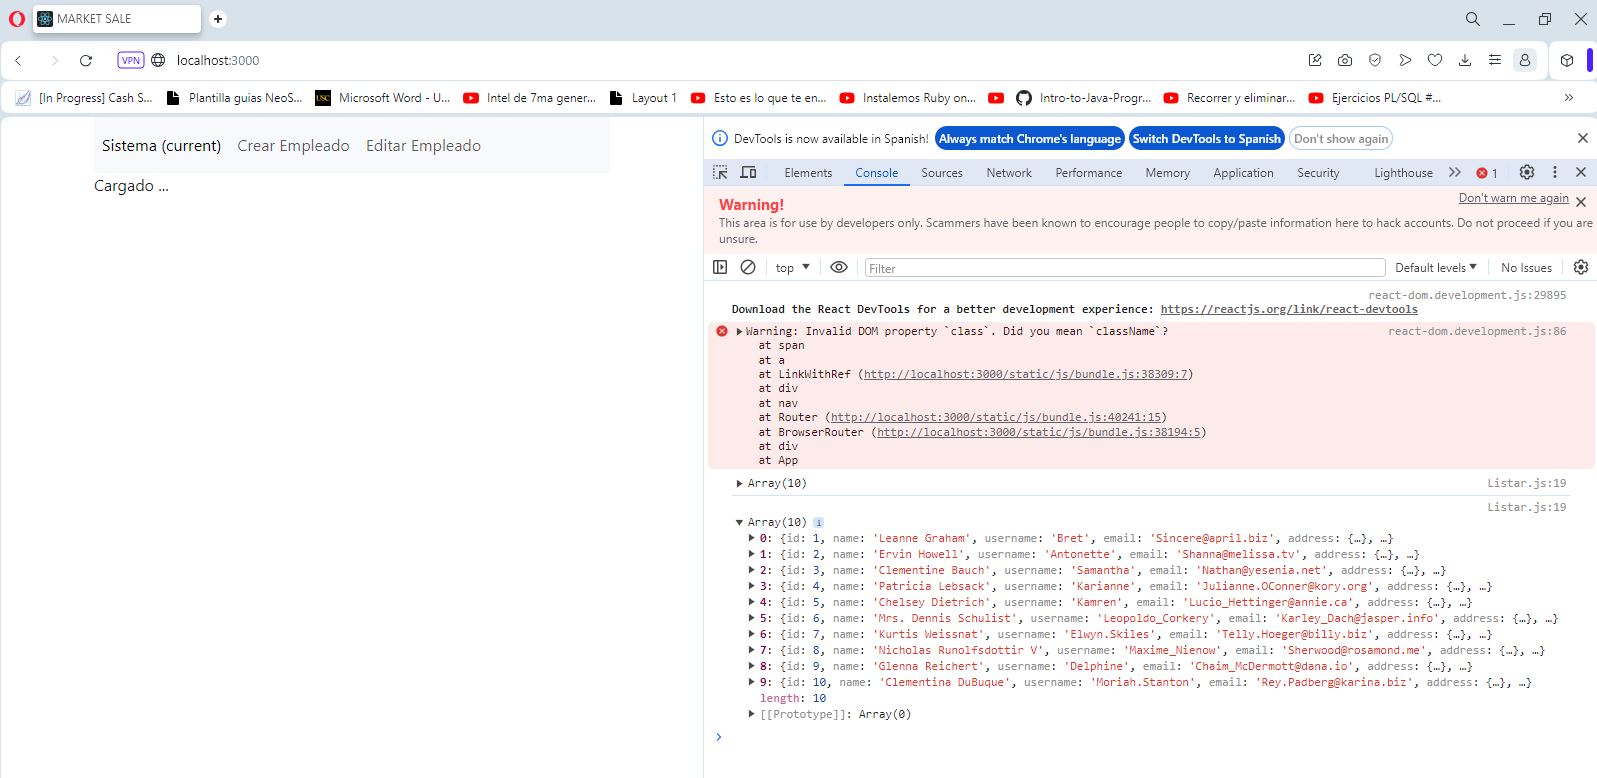 MARKET SALE
VPN localhost:3000
[In Progress] Cash S... Plantilla guias NeoS... USC Microsoft Word - U... Intel de 7ma gener... Layout 1 Esto es lo que te en... Instalemos Ruby on... Intro-to-Java-Progr... Recorrer y eliminar... Ejercicios PL/SQL #... »
Sistema (current) Crear Empleado Editar Empleado
Cargado ...
DevTools is now available in Spanish! Always match Chrome's language Switch DevTools to Spanish Don't show again
Elements Console Sources Network Performance Memory Application Security Lighthouse » 1
Warning! Don't warn me again
This area is for use by developers only. Scammers have been known to encourage people to copy/paste information here to hack accounts. Do not proceed if you are
unsure.
top Filter Default levels No Issues
react-dom.development.js:29895
Download the React DevTools for a better development experience: https://reactjs.org/link/react-devtools
Warning: Invalid DOM property `class`. Did you mean `className`? react-dom.development.js:86
at span
at a
at LinkWithRef (http://localhost:3000/static/js/bundle.js:38309:7)
at div
at nav
at Router (http://localhost:3000/static/js/bundle.js:40241:15)
at BrowserRouter (http://localhost:3000/static/js/bundle.js:38194:5)
at div
at App
Array(10) Listar.js:19
Listar.js:19
Array(10) i
0: {id: 1, name: 'Leanne Graham', username: 'Bret', email: 'Sincere@april.biz', address: {…}, …}
1: {id: 2, name: 'Ervin Howell', username: 'Antonette', email: 'Shanna@melissa.tv', address: {…}, …}
2: {id: 3, name: 'Clementine Bauch', username: 'Samantha', email: 'Nathan@yesenia.net', address: {…}, …}
3: {id: 4, name: 'Patricia Lebsack', username: 'Karianne', email: 'Julianne.OConner@kory.org', address: {…}, …}
4: {id: 5, name: 'Chelsey Dietrich', username: 'Kamren', email: 'Lucio_Hettinger@annie.ca', address: {…}, …}
5: {id: 6, name: 'Mrs. Dennis Schulist', username: 'Leopoldo_Corkery', email: 'Karley_Dach@jasper.info', address: {…}, …}
6: {id: 7, name: 'Kurtis Weissnat', username: 'Elwyn.Skiles', email: 'Telly.Hoeger@billy.biz', address: {…}, …}
7: {id: 8, name: 'Nicholas Runolfsdottir V', username: 'Maxime_Nienow', email: 'Sherwood@rosamond.me', address: {…}, …}
8: {id: 9, name: 'Glenna Reichert', username: 'Delphine', email: 'Chaim_McDermott@dana.io', address: {…}, …}
9: {id: 10, name: 'Clementina DuBuque', username: 'Moriah.Stanton', email: 'Rey.Padberg@karina.biz', address: {…}, …}
length: 10
[[Prototype]]: Array(0)